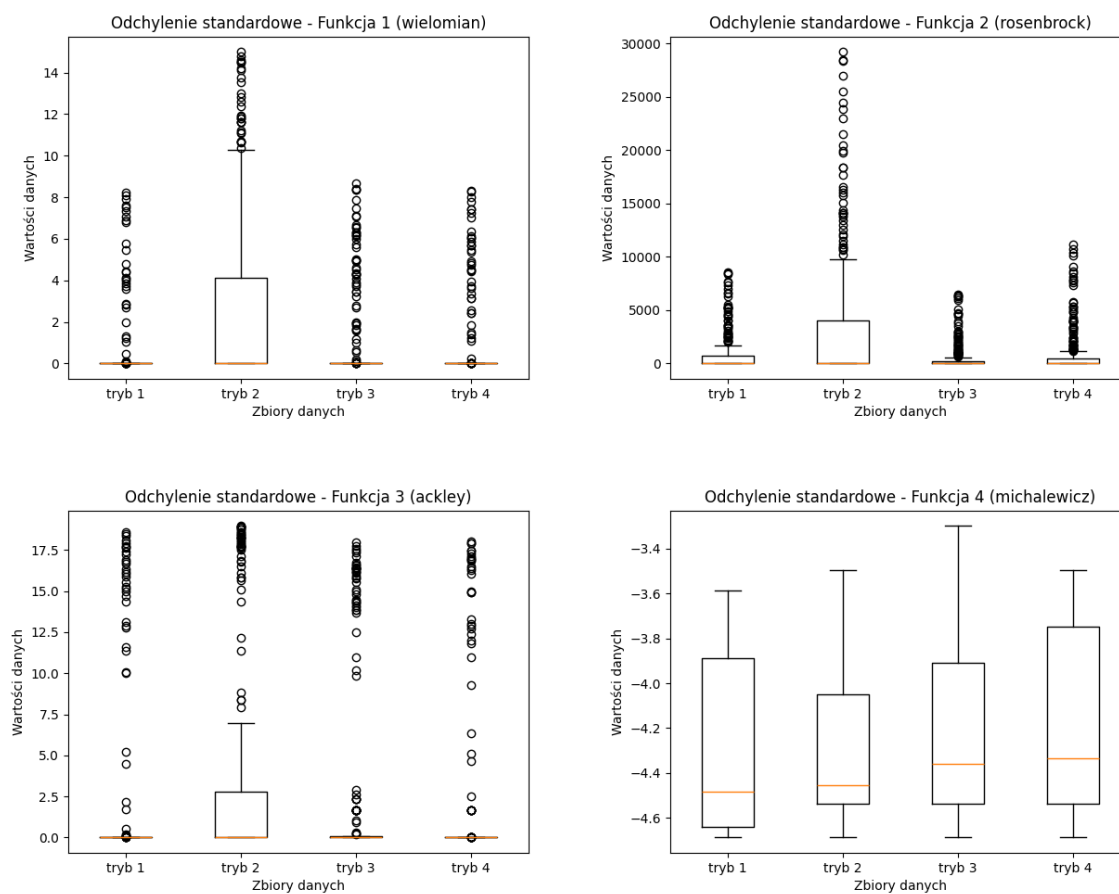 Odchylenie standardowe - Funkcja 1 (wielomian)
14
12
10
8
6
4
2
0
Wartości danych
tryb 1 tryb 2 tryb 3 tryb 4
Zbiory danych
Odchylenie standardowe - Funkcja 2 (rosenbrock)
30000
25000
20000
15000
10000
5000
0
Wartości danych
tryb 1 tryb 2 tryb 3 tryb 4
Zbiory danych
Odchylenie standardowe - Funkcja 3 (ackley)
17.5
15.0
12.5
10.0
7.5
5.0
2.5
0.0
Wartości danych
tryb 1 tryb 2 tryb 3 tryb 4
Zbiory danych
Odchylenie standardowe - Funkcja 4 (michalewicz)
−3.4
−3.6
−3.8
−4.0
−4.2
−4.4
−4.6
Wartości danych
tryb 1 tryb 2 tryb 3 tryb 4
Zbiory danych